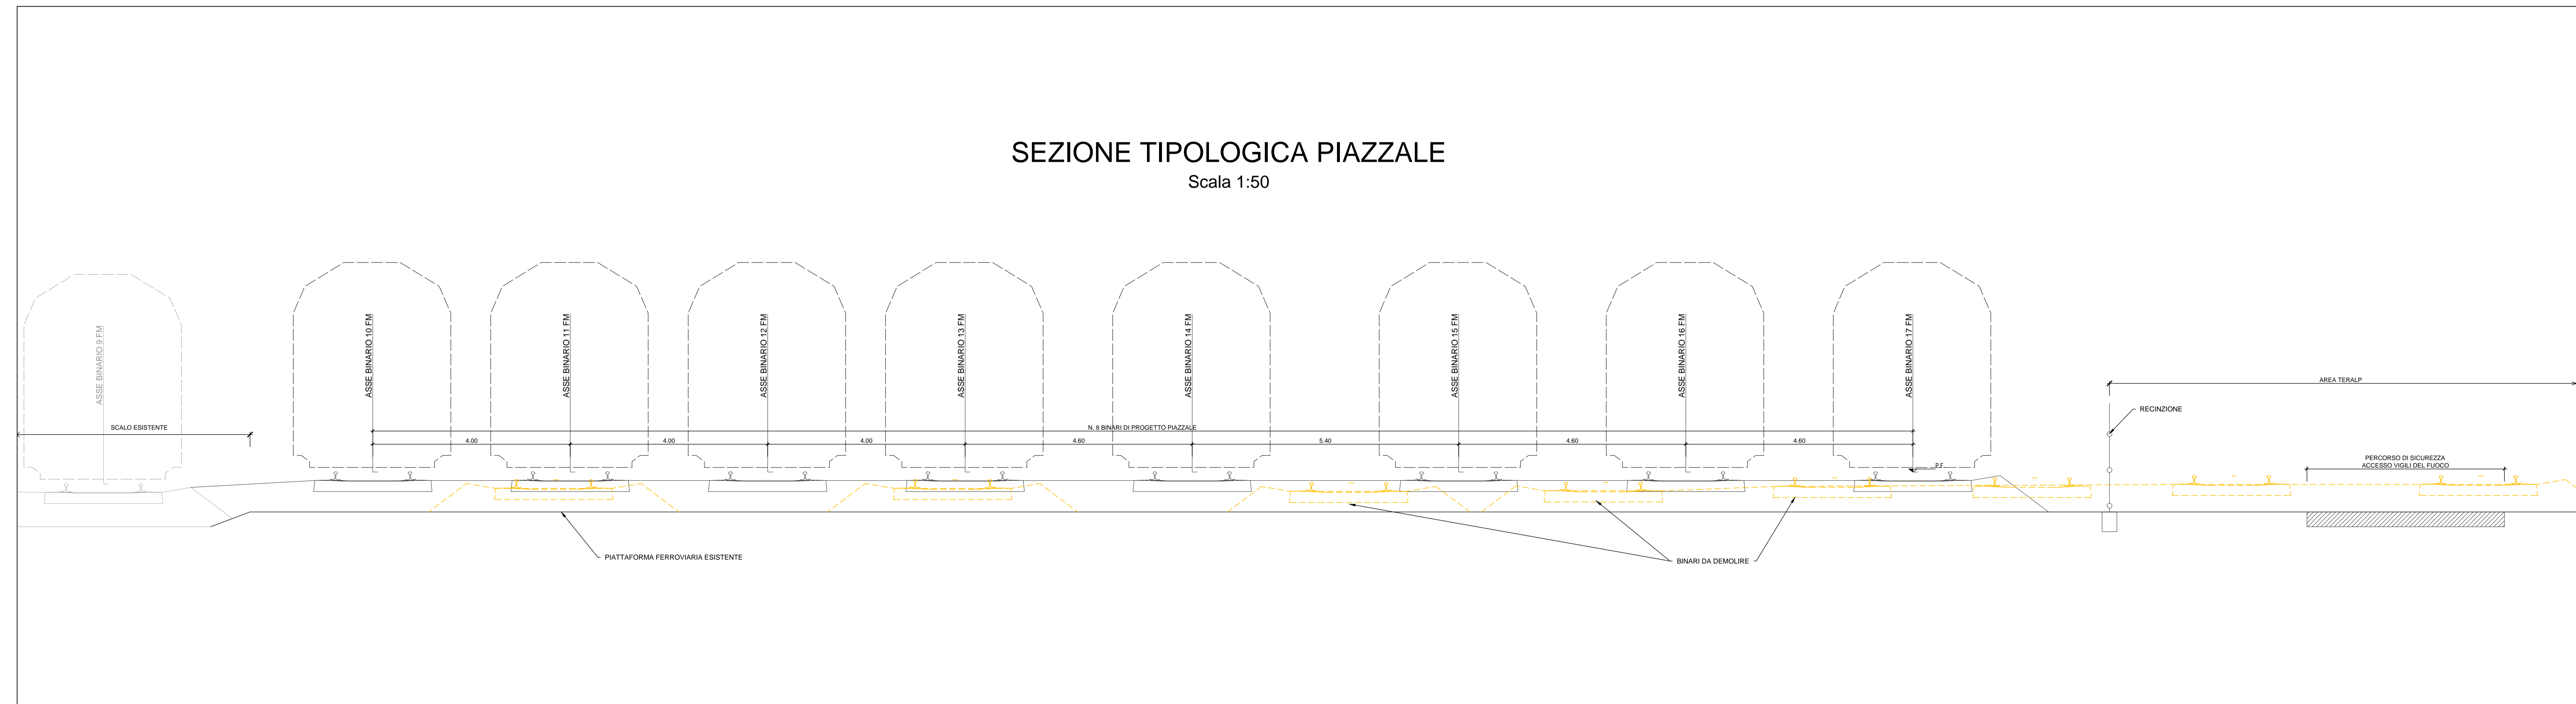 SEZIONE TIPOLOGICA PIAZZALE
Scala 1:50
ASSE BINARIO 9 FM
ASSE BINARIO 10 FM
ASSE BINARIO 11 FM
ASSE BINARIO 12 FM
ASSE BINARIO 13 FM
ASSE BINARIO 14 FM
ASSE BINARIO 15 FM
ASSE BINARIO 16 FM
ASSE BINARIO 17 FM
AREA TERALP
RECINZIONE
SCALO ESISTENTE
N. 8 BINARI DI PROGETTO PIAZZALE
4.00
4.00
4.00
4.60
5.40
4.60
4.60
P.F.
PERCORSO DI SICUREZZA
ACCESSO VIGILI DEL FUOCO
PIATTAFORMA FERROVIARIA ESISTENTE
BINARI DA DEMOLIRE